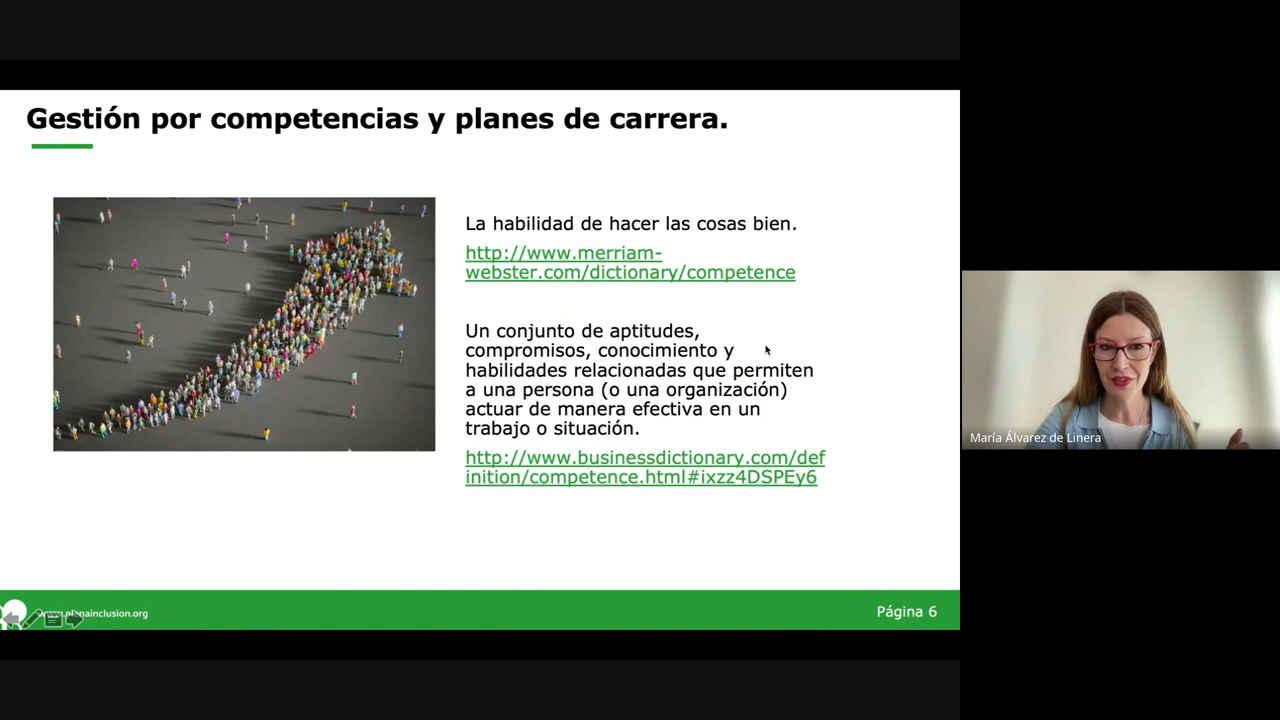 Gestión por competencias y planes de carrera.
La habilidad de hacer las cosas bien.
http://www.merriam-
webster.com/dictionary/competence
Un conjunto de aptitudes,
compromisos, conocimiento y
habilidades relacionadas que permiten
a una persona (o una organización)
actuar de manera efectiva en un
trabajo o situación.
http://www.businessdictionary.com/def
inition/competence.html#ixzz4DSPEy6
María Álvarez de Linera
www.plenainclusion.org
Página 6